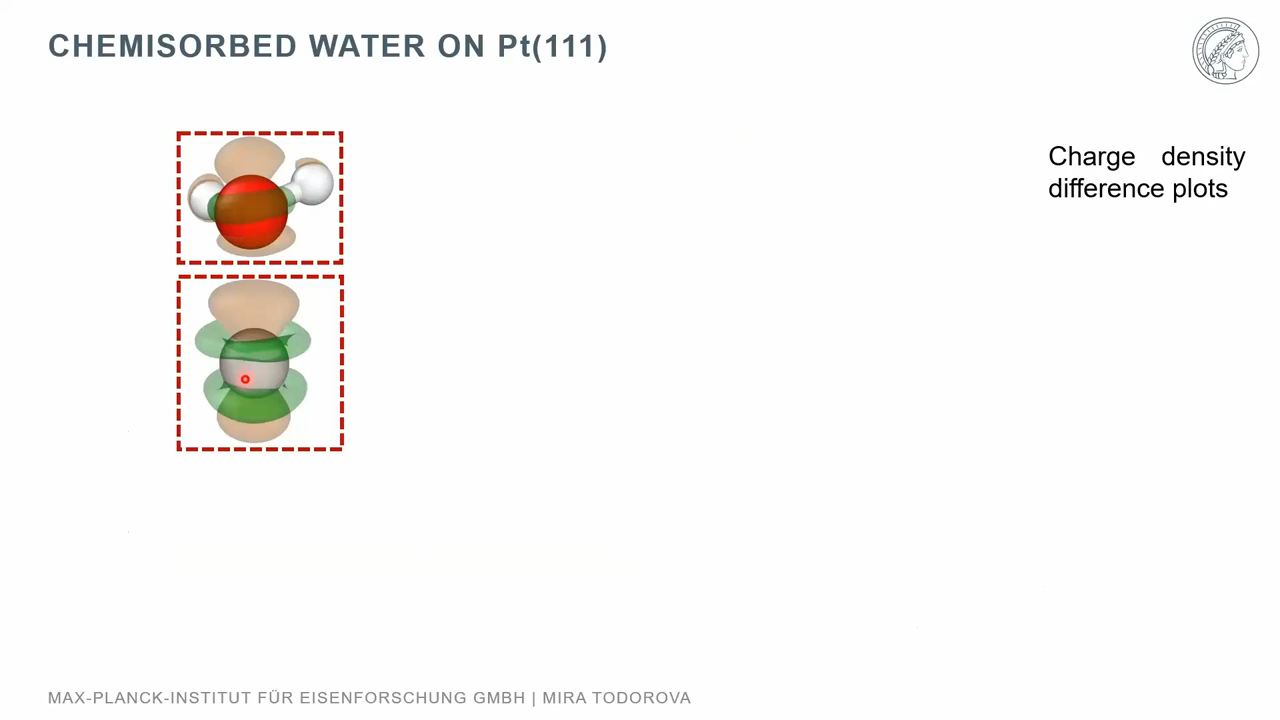 CHEMISORBED WATER ON Pt(111)
Charge density
difference plots
MAX-PLANCK-INSTITUT FÜR EISENFORSCHUNG GMBH | MIRA TODOROVA